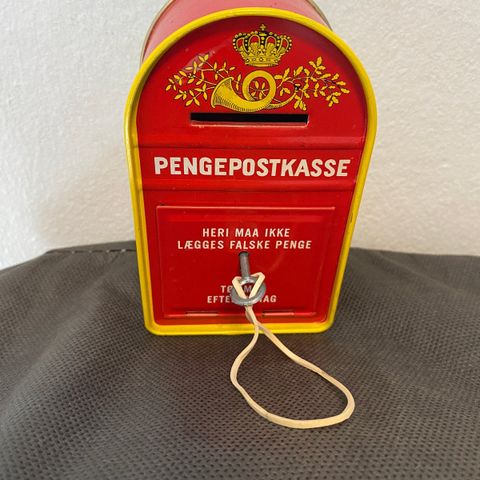 PENGEPOSTKASSE
HERI MAA IKKE
LÆGGES FALSKE PENGE